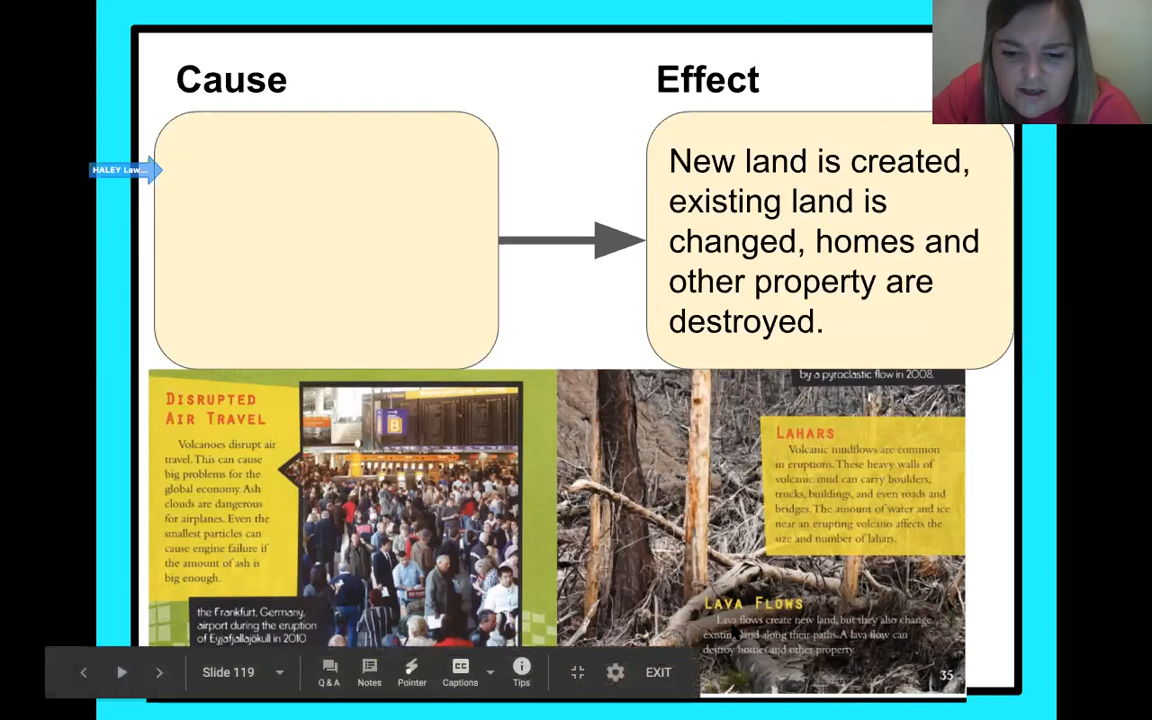 Cause
Effect
HALEY Law...
New land is created,
existing land is
changed, homes and
other property are
destroyed.
by a pyroclastic flow in 2008.
DISRUPTED
AIR TRAVEL
Volcanoes disrupt air
travel. This can cause
big problems for the
global economy. Ash
clouds are dangerous
for airplanes. Even the
smallest particles can
cause engine failure if
the amount of ash is
big enough.
B
the Frankfurt, Germany,
airport during the eruption
of Eyjafjallajökull in 2010
LAHARS
Volcanic mudflows are common
in eruptions. These heavy walls of
volcanic mud can carry boulders,
trucks, buildings, and even roads and
bridges. The amount of water and ice
near an erupting volcano affects the
size and number of lahars.
LAVA FLOWS
Lava flows create new land, but they also change
existin land along their paths. A lava flow can
destroy homes and other property.
35
Slide 119
Q & A
Notes
Pointer
Captions
Tips
EXIT